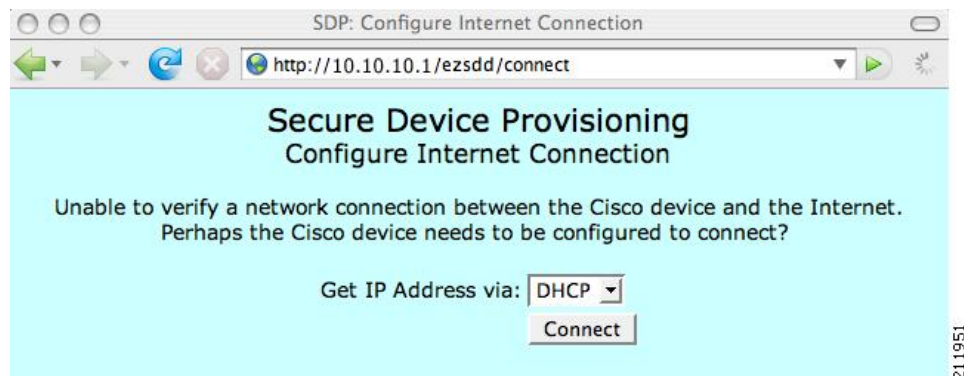 SDP: Configure Internet Connection
http://10.10.10.1/ezsdd/connect
Secure Device Provisioning
Configure Internet Connection
Unable to verify a network connection between the Cisco device and the Internet.
Perhaps the Cisco device needs to be configured to connect?
Get IP Address via: DHCP
Connect
211951